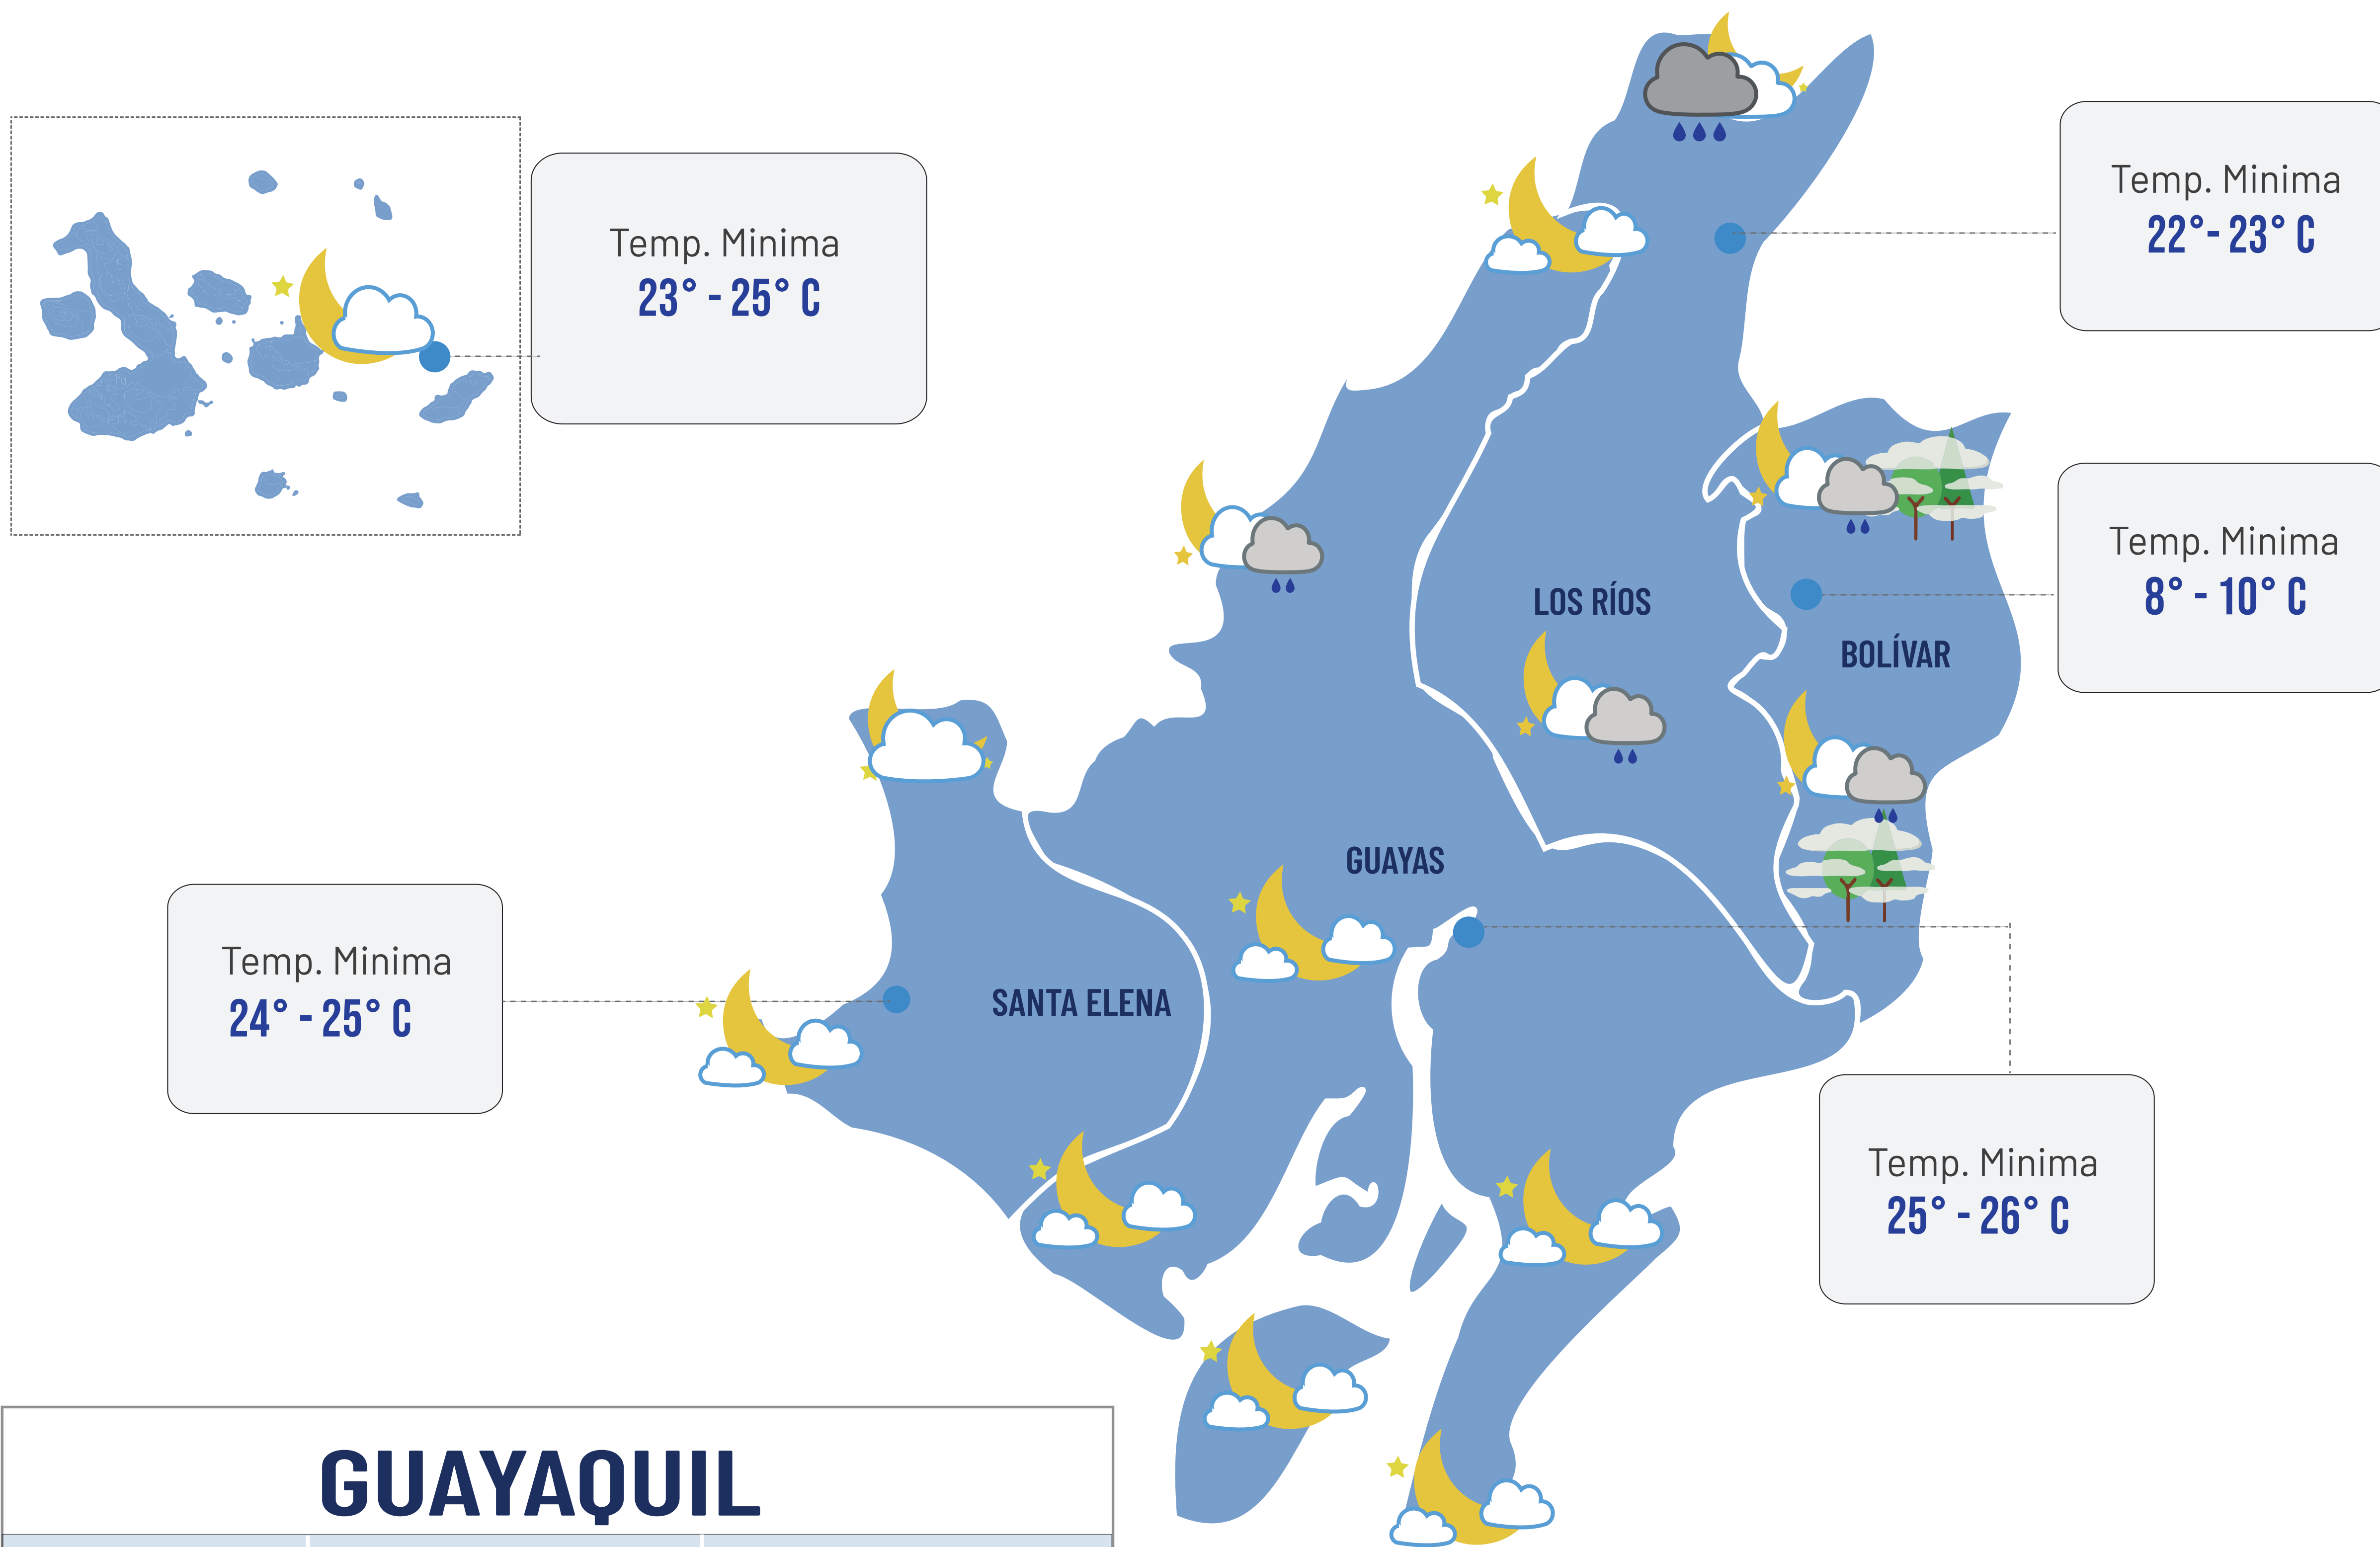 Temp. Minima
22°- 23° C
Temp. Minima
23° - 25° C
Temp. Minima
8° - 10° C
LOS RÍOS
BOLÍVAR
GUAYAS
Temp. Minima
24° - 25° C
SANTA ELENA
Temp. Minima
25° - 26° C
GUAYAQUIL